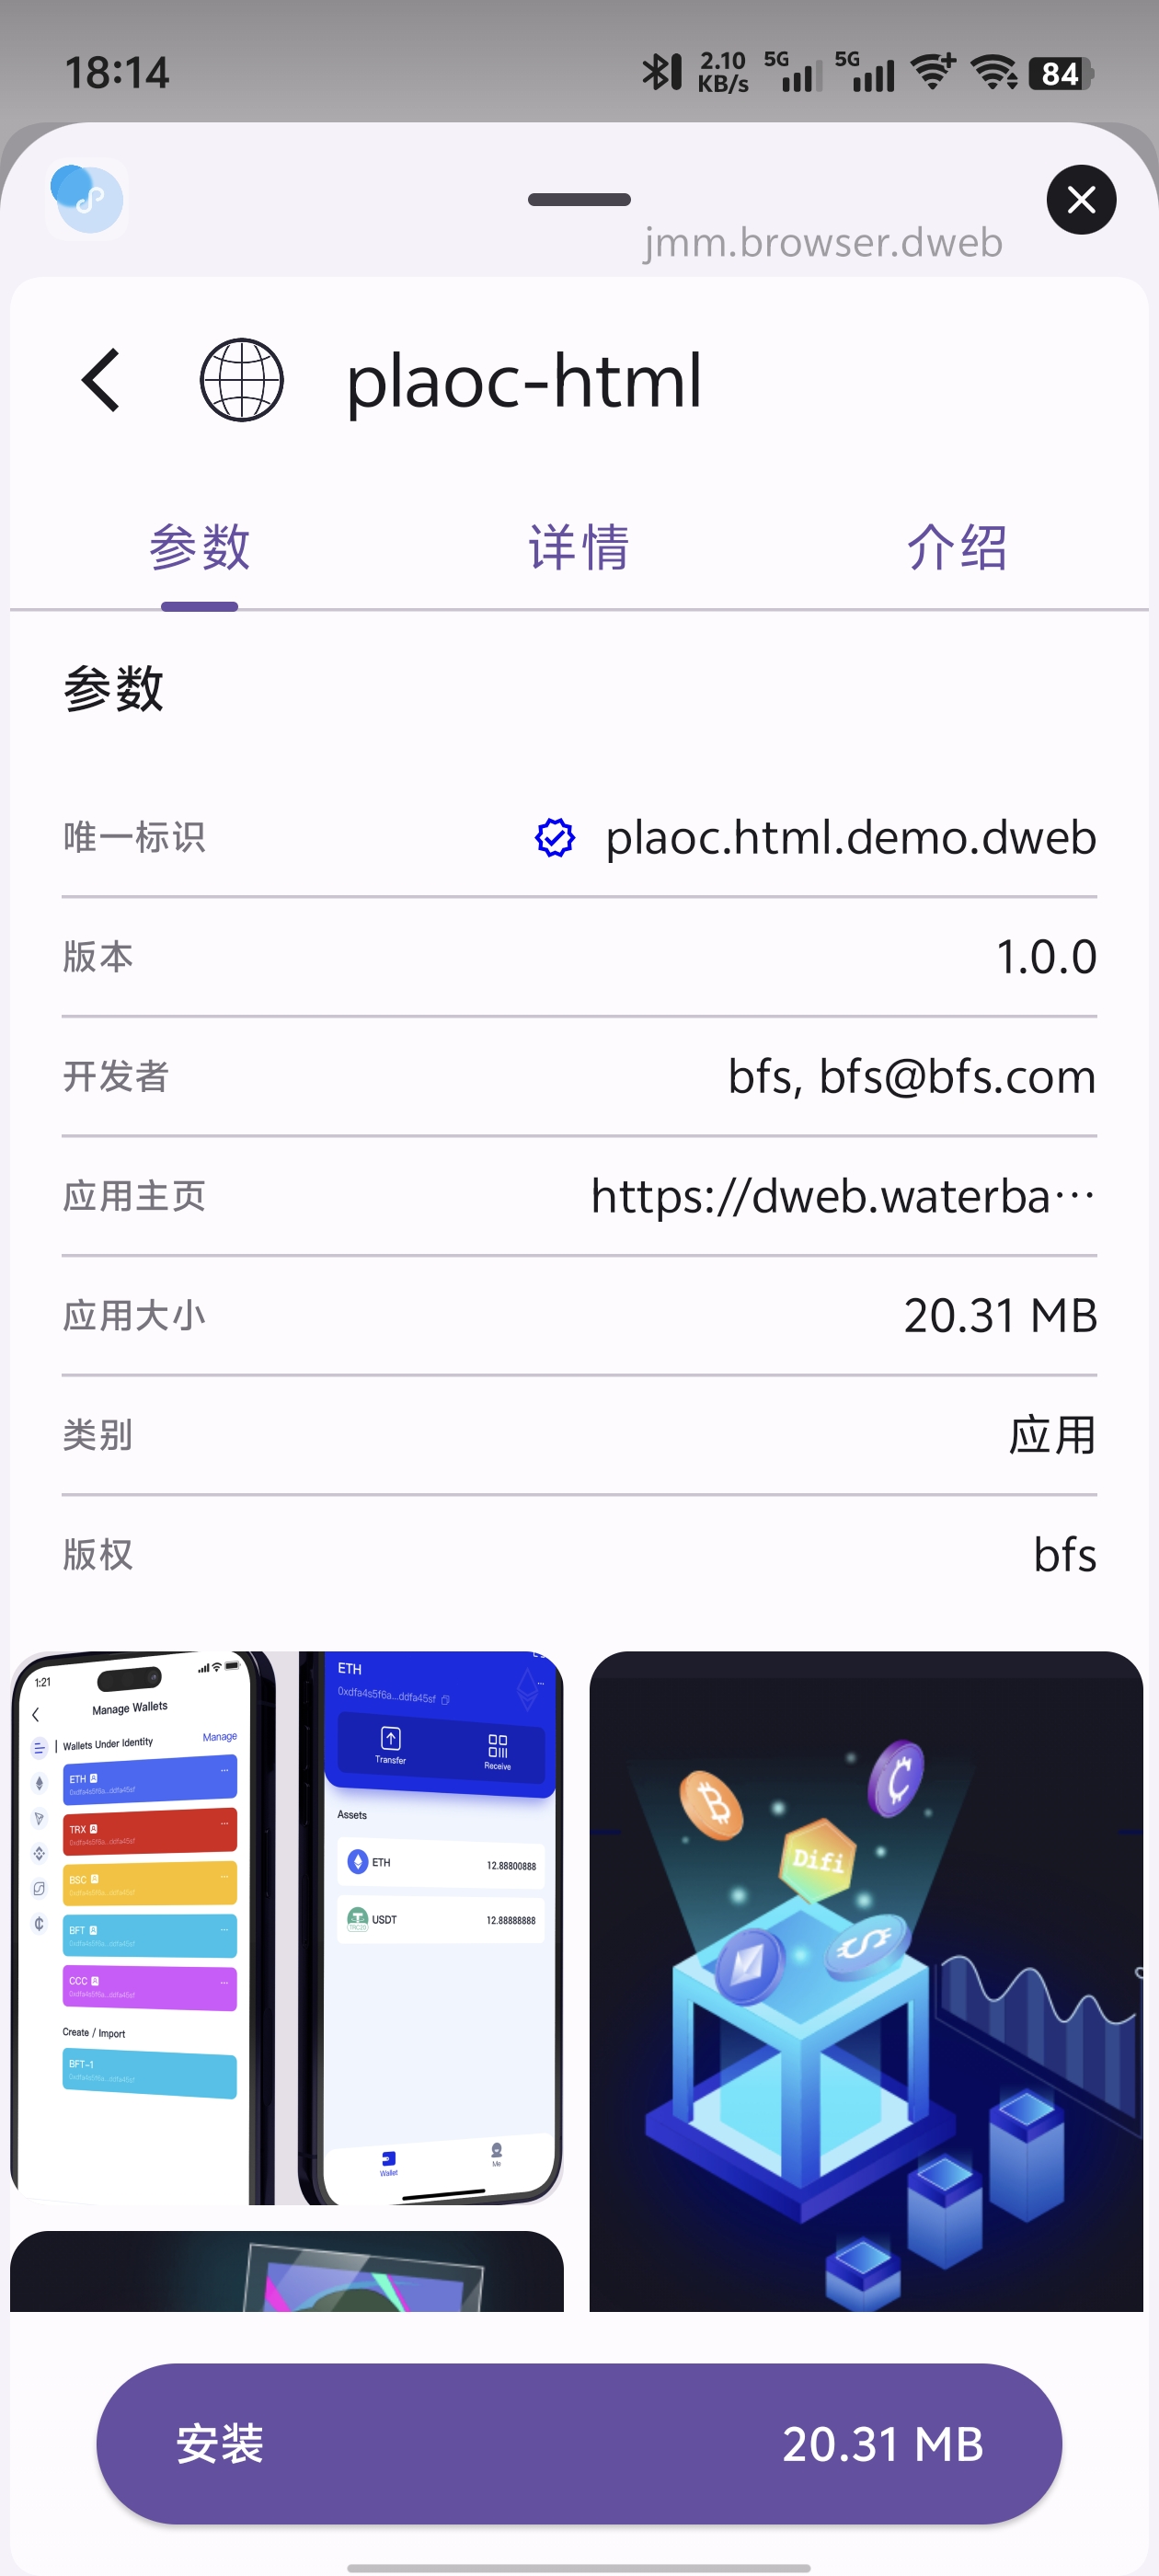 18:14
2.10 KB/s
5G
5G
84
jmm.browser.dweb
plaoc-html
参数
详情
介绍
参数
唯一标识
plaoc.html.demo.dweb
版本
1.0.0
开发者
bfs, bfs@bfs.com
应用主页
https://dweb.waterba…
应用大小
20.31 MB
类别
应用
版权
bfs
1:21
Manage Wallets
Wallets Under Identity
Manage
ETH
TRX
BSC
BFT
CCC
Create / Import
BFT-1
ETH
0xdfa4s5f6a...ddfa45sf
Transfer
Receive
Assets
ETH
12.88800888
USDT
12.88888888
Wallet
Me
Difi
安装
20.31 MB